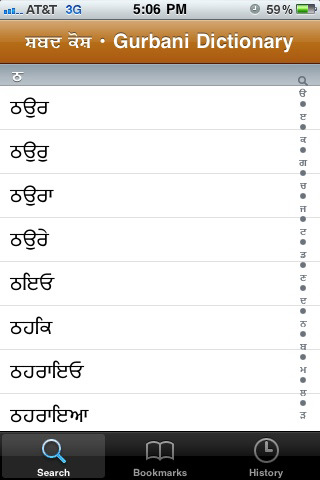 AT&T 3G 5:06 PM 59%
ਸ਼ਬਦ ਕੋਸ਼ · Gurbani Dictionary
ਠ
ਠਉਰ
ਠਉਰੁ
ਠਉਰਾ
ਠਉਰੇ
ਠਇਓ
ਠਹਕਿ
ਠਹਰਾਇਓ
ਠਹਰਾਇਆ
ੳ
ੲ
ਕ
ਗ
ਚ
ਜ
ਟ
ਡ
ਣ
ਦ
ਨ
ਬ
ਮ
ਲ
ੜ
Search Bookmarks History